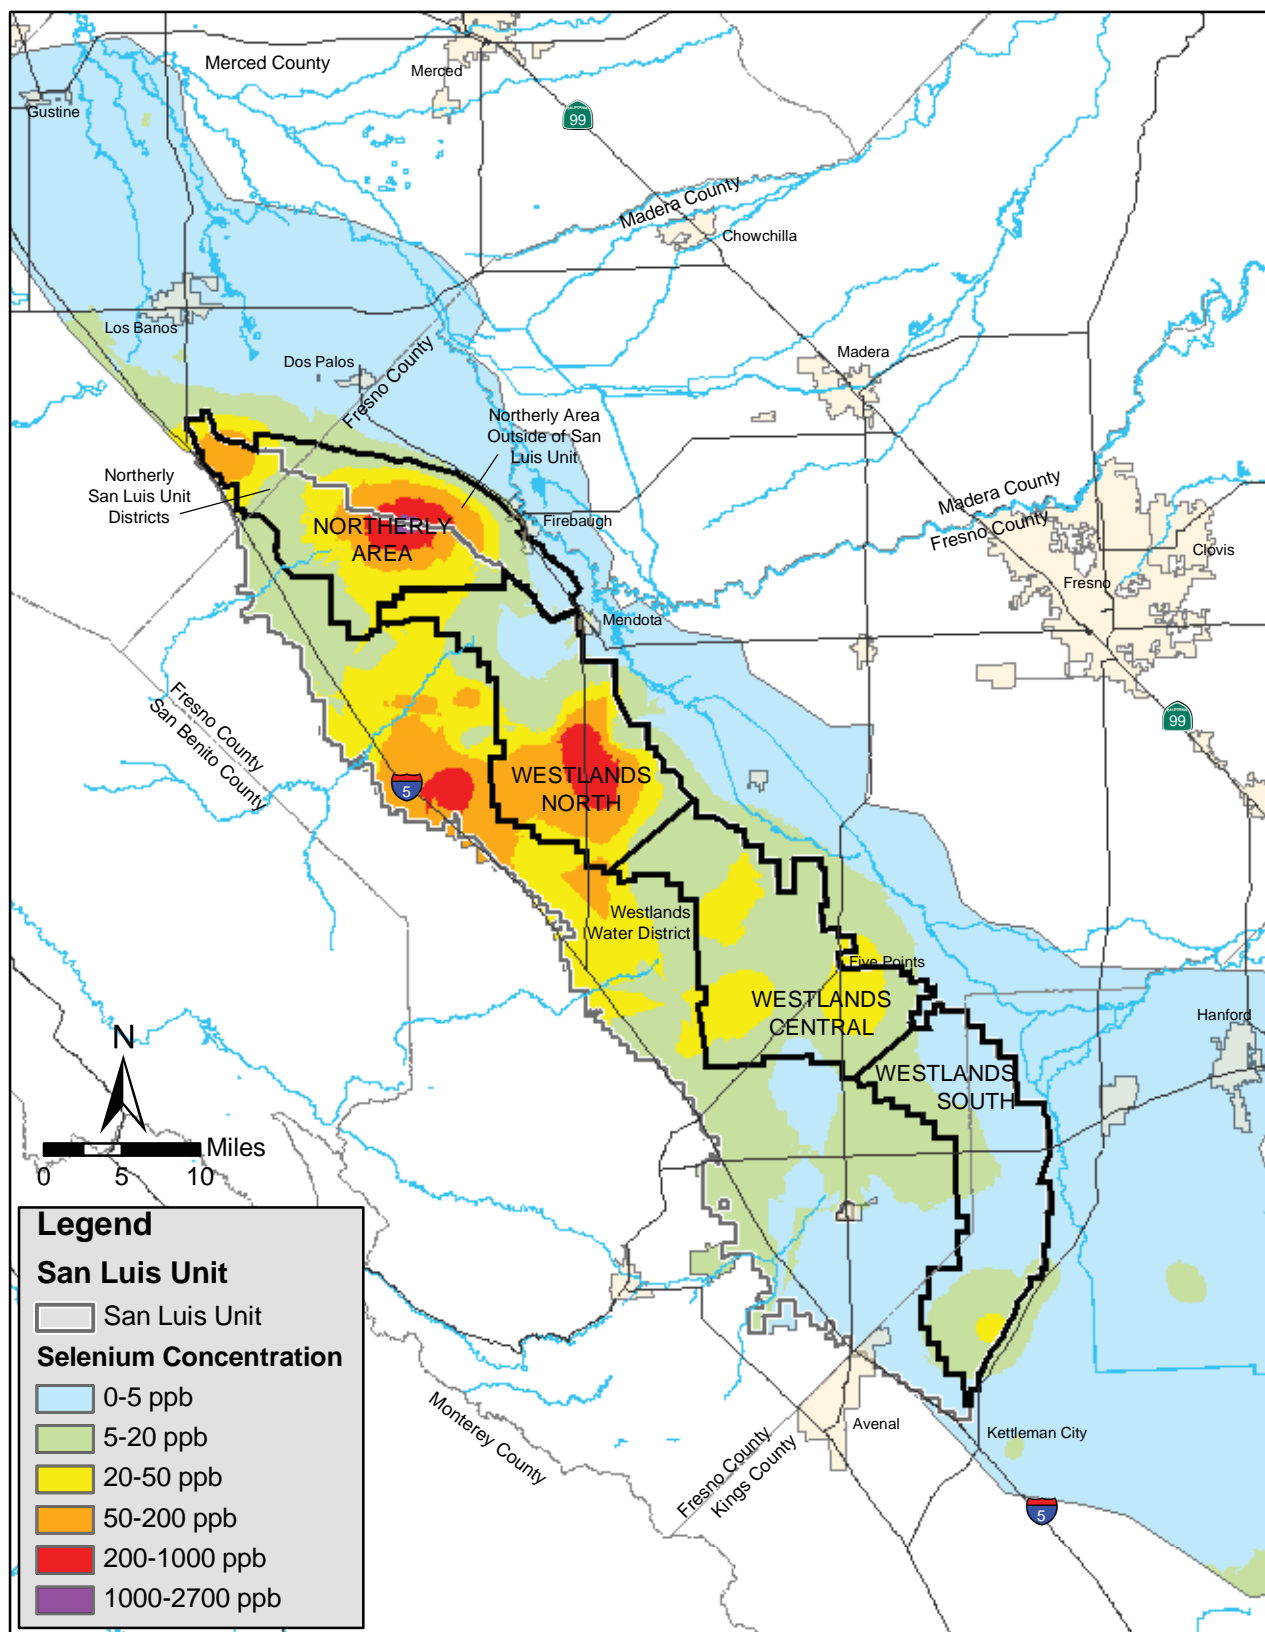 Merced County
Merced
Gustine
CALIFORNIA
99
Madera County
Chowchilla
Los Banos
Dos Palos
Fresno County
Madera
Northerly Area
Outside of San
Luis Unit
Northerly
San Luis Unit
Districts
NORTHERLY
AREA
Firebaugh
Madera County
Fresno County
Clovis
Fresno
Mendota
Fresno County
San Benito County
CALIFORNIA
99
5
WESTLANDS
NORTH
Westlands
Water District
Five Points
WESTLANDS
CENTRAL
Hanford
WESTLANDS
SOUTH
N
Miles
0 5 10
Legend
San Luis Unit
San Luis Unit
Selenium Concentration
0-5 ppb
5-20 ppb
20-50 ppb
50-200 ppb
200-1000 ppb
1000-2700 ppb
Monterey County
Avenal
Kettleman City
Fresno County
Kings County
5